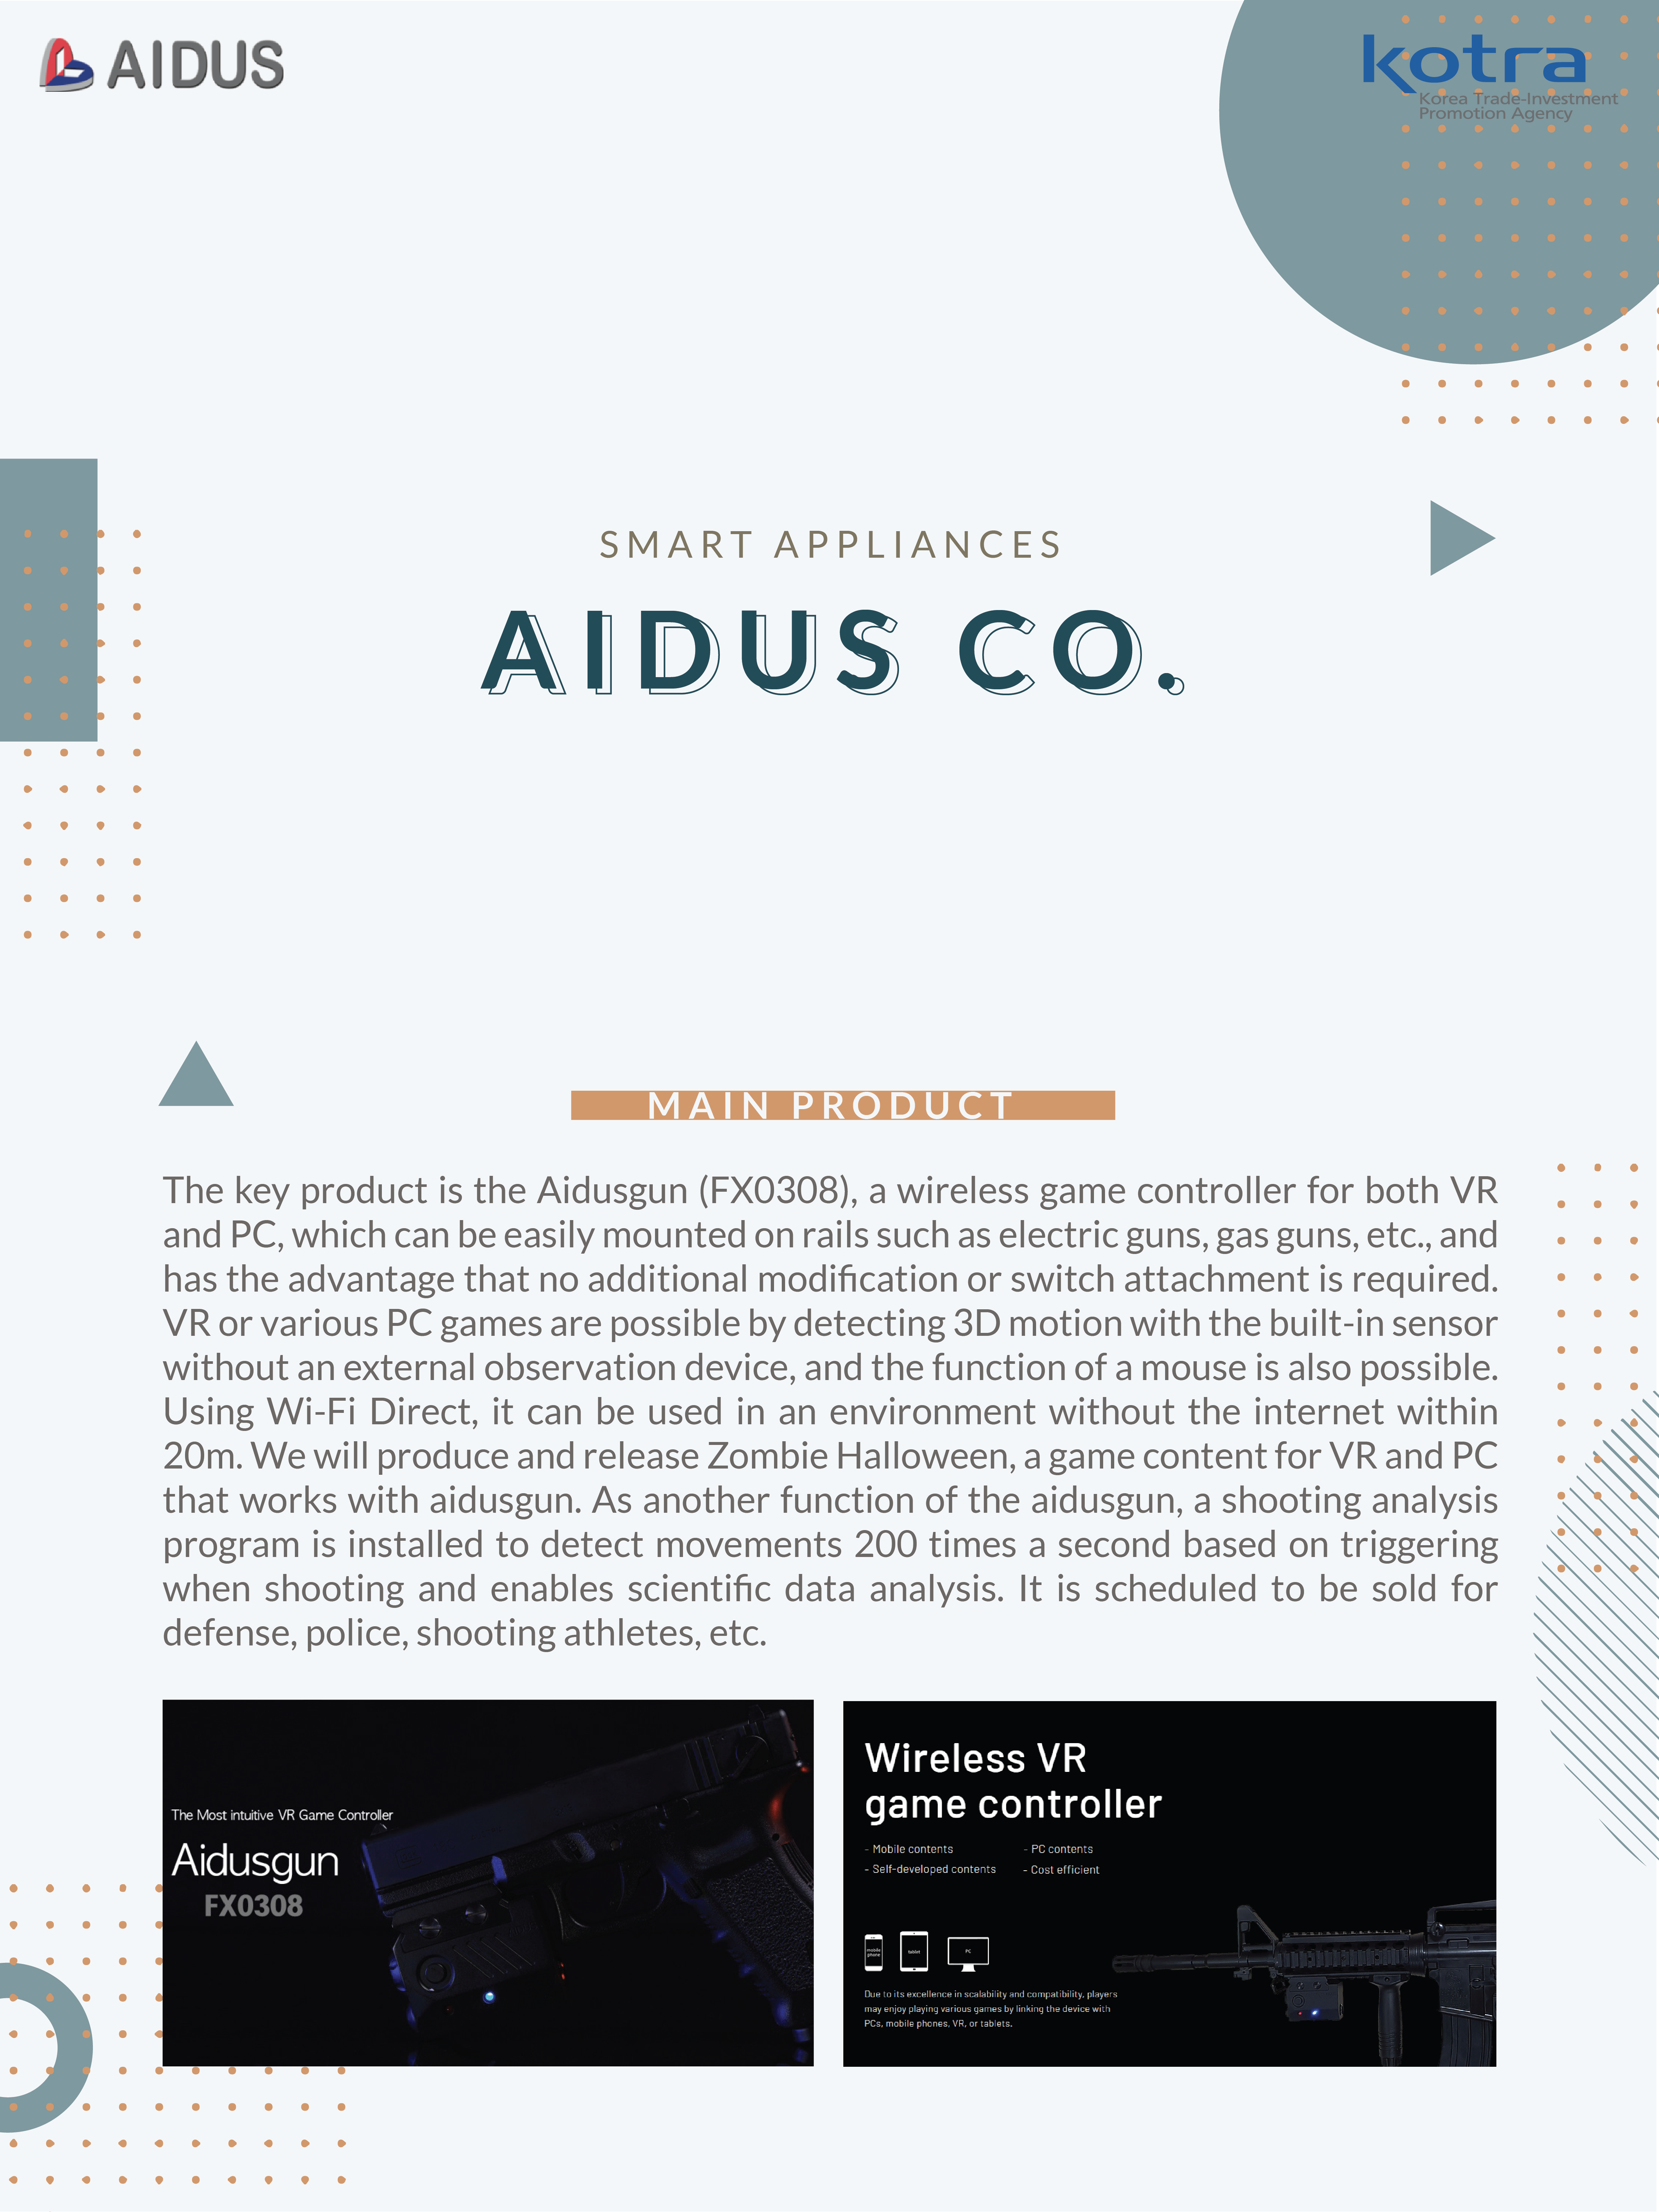 AIDUS
kotra
Korea Trade-Investment
Promotion Agency
SMART APPLIANCES
AIDUS CO.
MAIN PRODUCT
The key product is the Aidusgun (FX0308), a wireless game controller for both VR
and PC, which can be easily mounted on rails such as electric guns, gas guns, etc., and
has the advantage that no additional modification or switch attachment is required.
VR or various PC games are possible by detecting 3D motion with the built-in sensor
without an external observation device, and the function of a mouse is also possible.
Using Wi-Fi Direct, it can be used in an environment without the internet within
20m. We will produce and release Zombie Halloween, a game content for VR and PC
that works with aidusgun. As another function of the aidusgun, a shooting analysis
program is installed to detect movements 200 times a second based on triggering
when shooting and enables scientific data analysis. It is scheduled to be sold for
defense, police, shooting athletes, etc.
The Most intuitive VR Game Controller
Aidusgun
FX0308
Wireless VR
game controller
- Mobile contents
- PC contents
- Self-developed contents
- Cost efficient
mobile
phone
tablet
PC
Due to its excellence in scalability and compatibility, players
may enjoy playing various games by linking the device with
PCs, mobile phones, VR, or tablets.